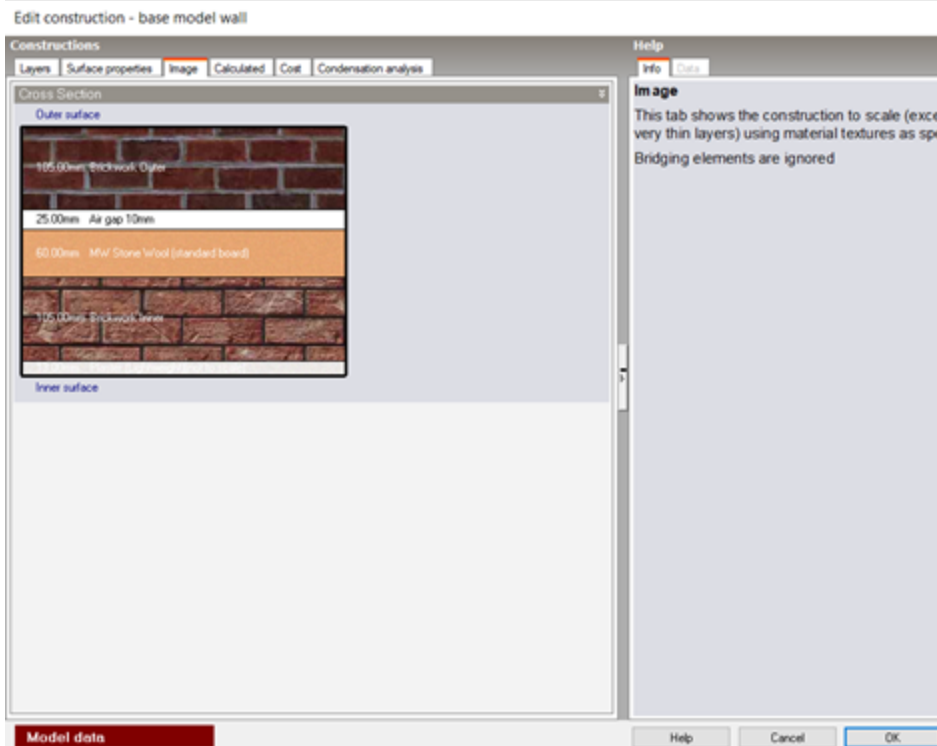 Edit construction - base model wall
Constructions
Layers Surface properties Image Calculated Cost Condensation analysis
Cross Section
Outer surface
105.00mm Brickwork Outer
25.00mm Air gap 10mm
60.00mm MW Stone Wool (standard board)
105.00mm Brickwork Inner
Inner surface
Model data
Help
Info Data
Image
This tab shows the construction to scale (exce
very thin layers) using material textures as spe
Bridging elements are ignored
Help Cancel OK